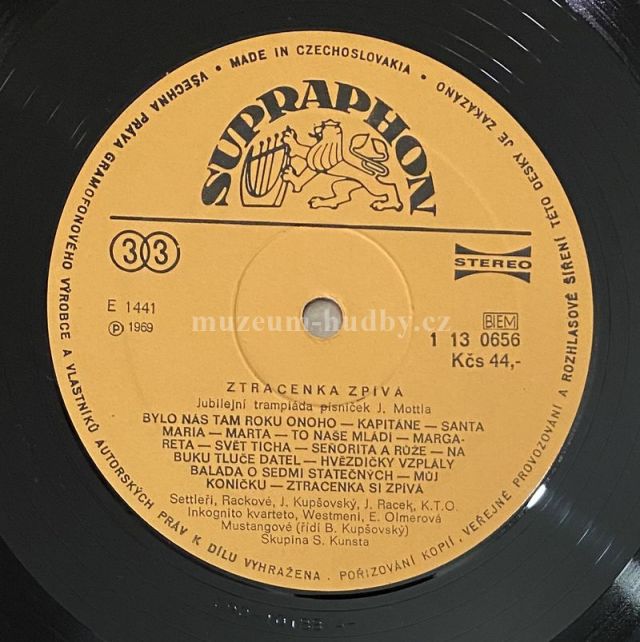 VŠECHNA PRÁVA GRAMOFONOVÉHO VÝROBCE A VLASTNÍKŮ AUTORSKÝCH PRÁV K DÍLU VYHRAŽENA . POŘIZOVÁNÍ KOPIÍ, VEŘEJNÉ PROVOZOVÁNÍ A ROZHLASOVÉ ŠÍŘENÍ TÉTO DESKY JE ZAKÁZÁNO • MADE IN CZECHOSLOVAKIA •
SUPRAPHON
33
STEREO
E 1441
℗ 1969
muzeum-hudby.cz
BIEM
1 13 0656
Kčs 44,-
ZTRACENKA ZPÍVÁ
Jubilejní trampiáda písniček J. Mottla
BYLO NÁS TAM ROKU ONOHO — KAPITÁNE — SANTA
MARIA — MARTA — TO NAŠE MLÁDÍ — MARGA-
RETA — SVĚT TICHA — SEŇORITA A RŮŽE — NA
BUKU TLUČE DATEL — HVĚZDIČKY VZPLÁLY
BALADA O SEDMI STATEČNÝCH — MŮJ
KONÍČKU — ZTRACENKA SI ZPÍVÁ
Settleři, Rackové, J. Kupšovský, J. Racek, K.T.O.
Inkognito kvarteto, Westmeni, E. Olmerová
Mustangové (řídí B. Kupšovský)
Skupina S. Kunsta